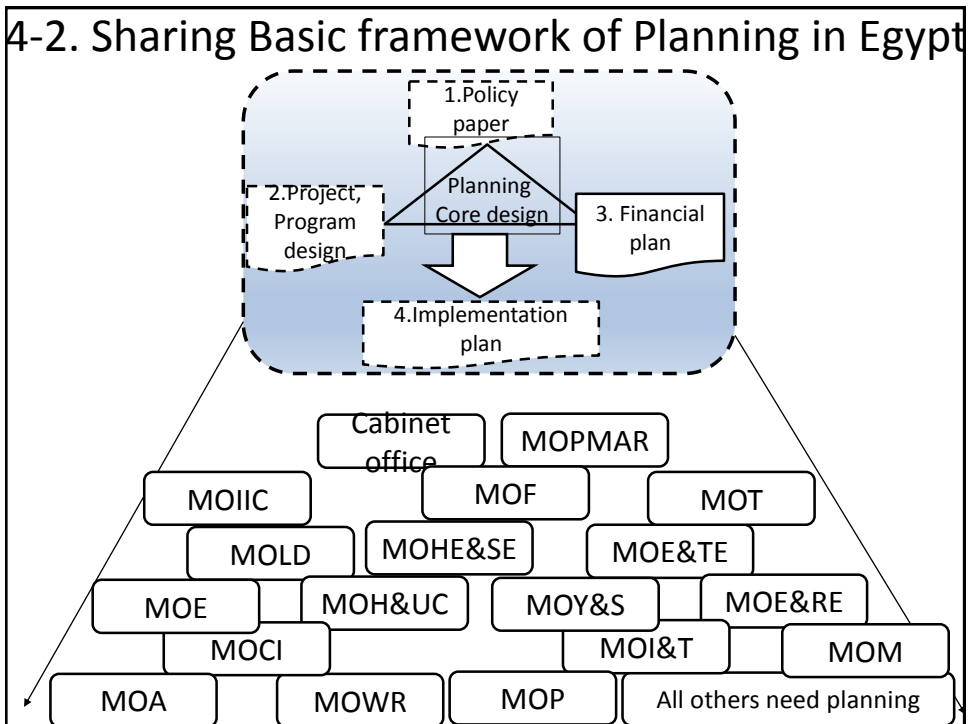 4-2. Sharing Basic framework of Planning in Egypt
1.Policy
paper
Planning
Core design
2.Project,
Program
design
3. Financial
plan
4.Implementation
plan
Cabinet
office
MOPMAR
MOIIC
MOF
MOT
MOLD
MOHE&SE
MOE&TE
MOE
MOH&UC
MOY&S
MOE&RE
MOCI
MOI&T
MOM
MOA
MOWR
MOP
All others need planning